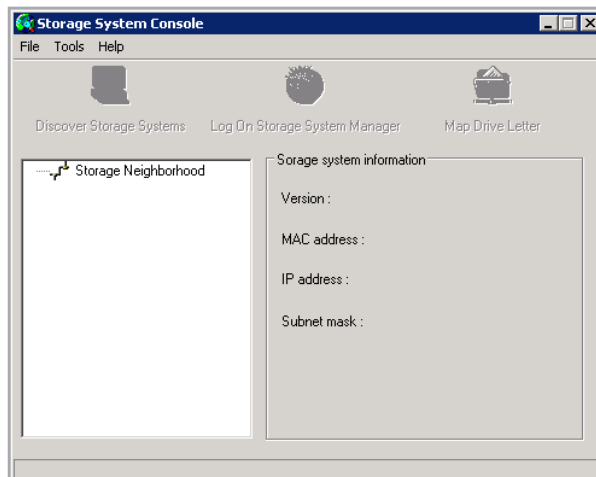 Storage System Console
File Tools Help
Discover Storage Systems Log On Storage System Manager Map Drive Letter
Storage Neighborhood
Sorage system information
Version :
MAC address :
IP address :
Subnet mask :